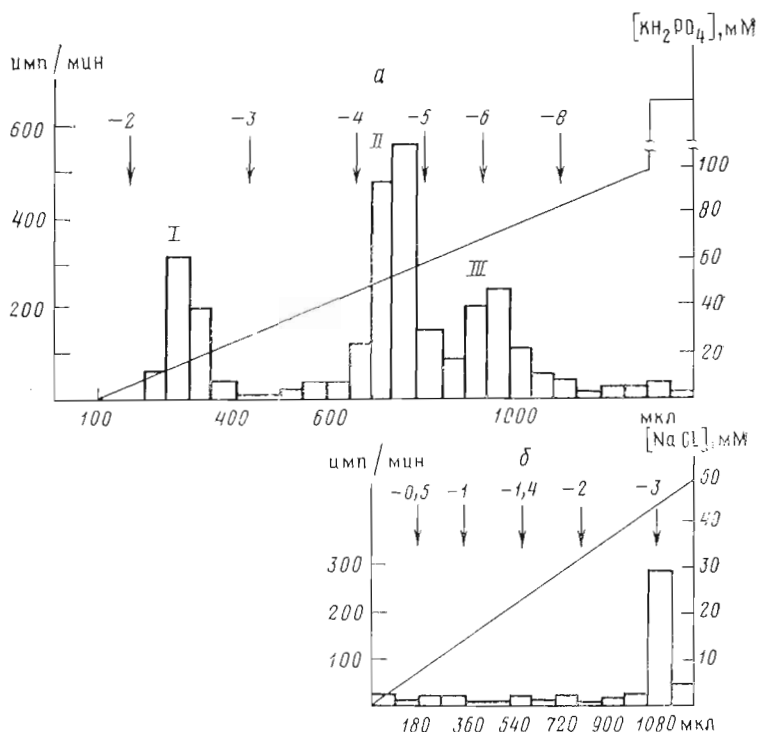 [KH₂PO₄], мМ
имп / мин
а
-2 -3 -4 -5 -6 -8
I II III
600
400
200
100
80
60
40
20
100 400 600 1000 мкл
[NaCl], мМ
имп / мин
б
-0,5 -1 -1,4 -2 -3
300
200
100
50
40
30
20
10
180 360 540 720 900 1080 мкл